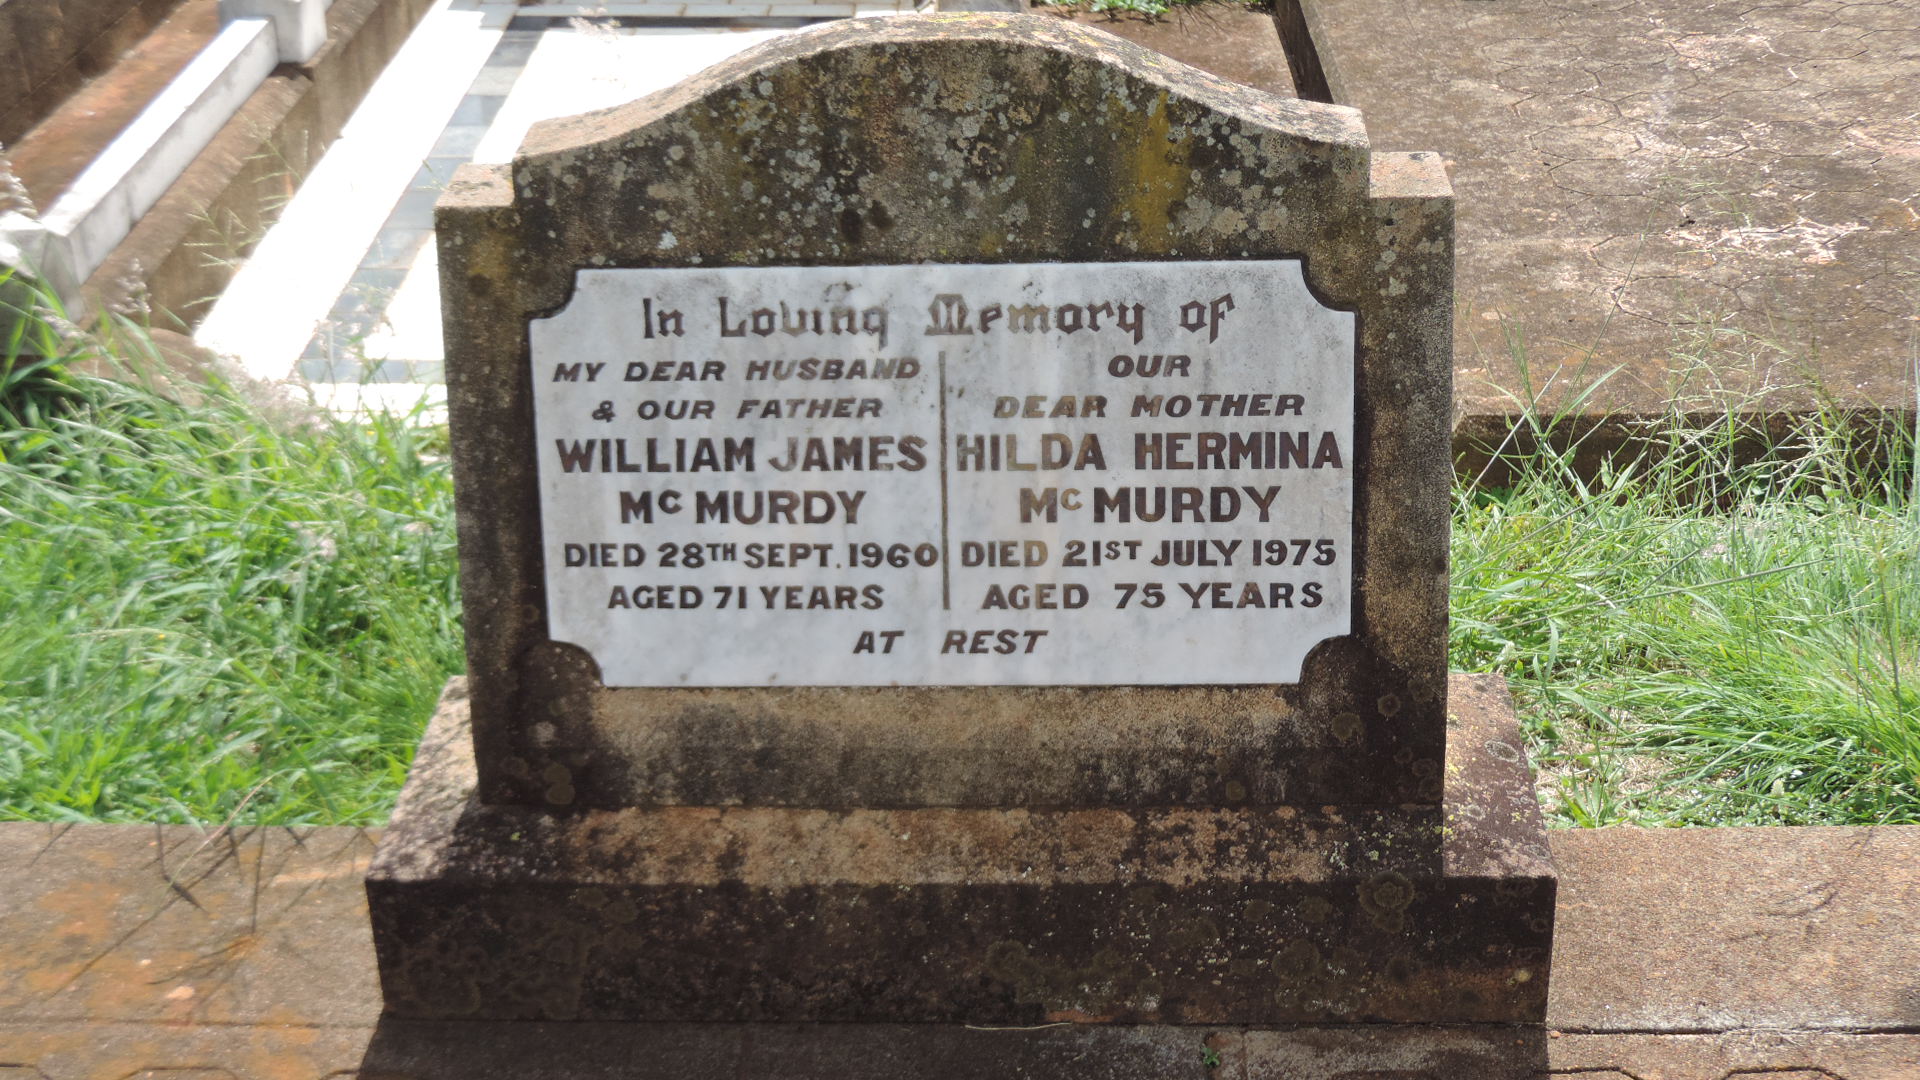 In Loving Memory of
MY DEAR HUSBAND
& OUR FATHER
WILLIAM JAMES
Mc MURDY
DIED 28TH SEPT. 1960
AGED 71 YEARS
OUR
DEAR MOTHER
HILDA HERMINA
Mc MURDY
DIED 21ST JULY 1975
AGED 75 YEARS
AT REST